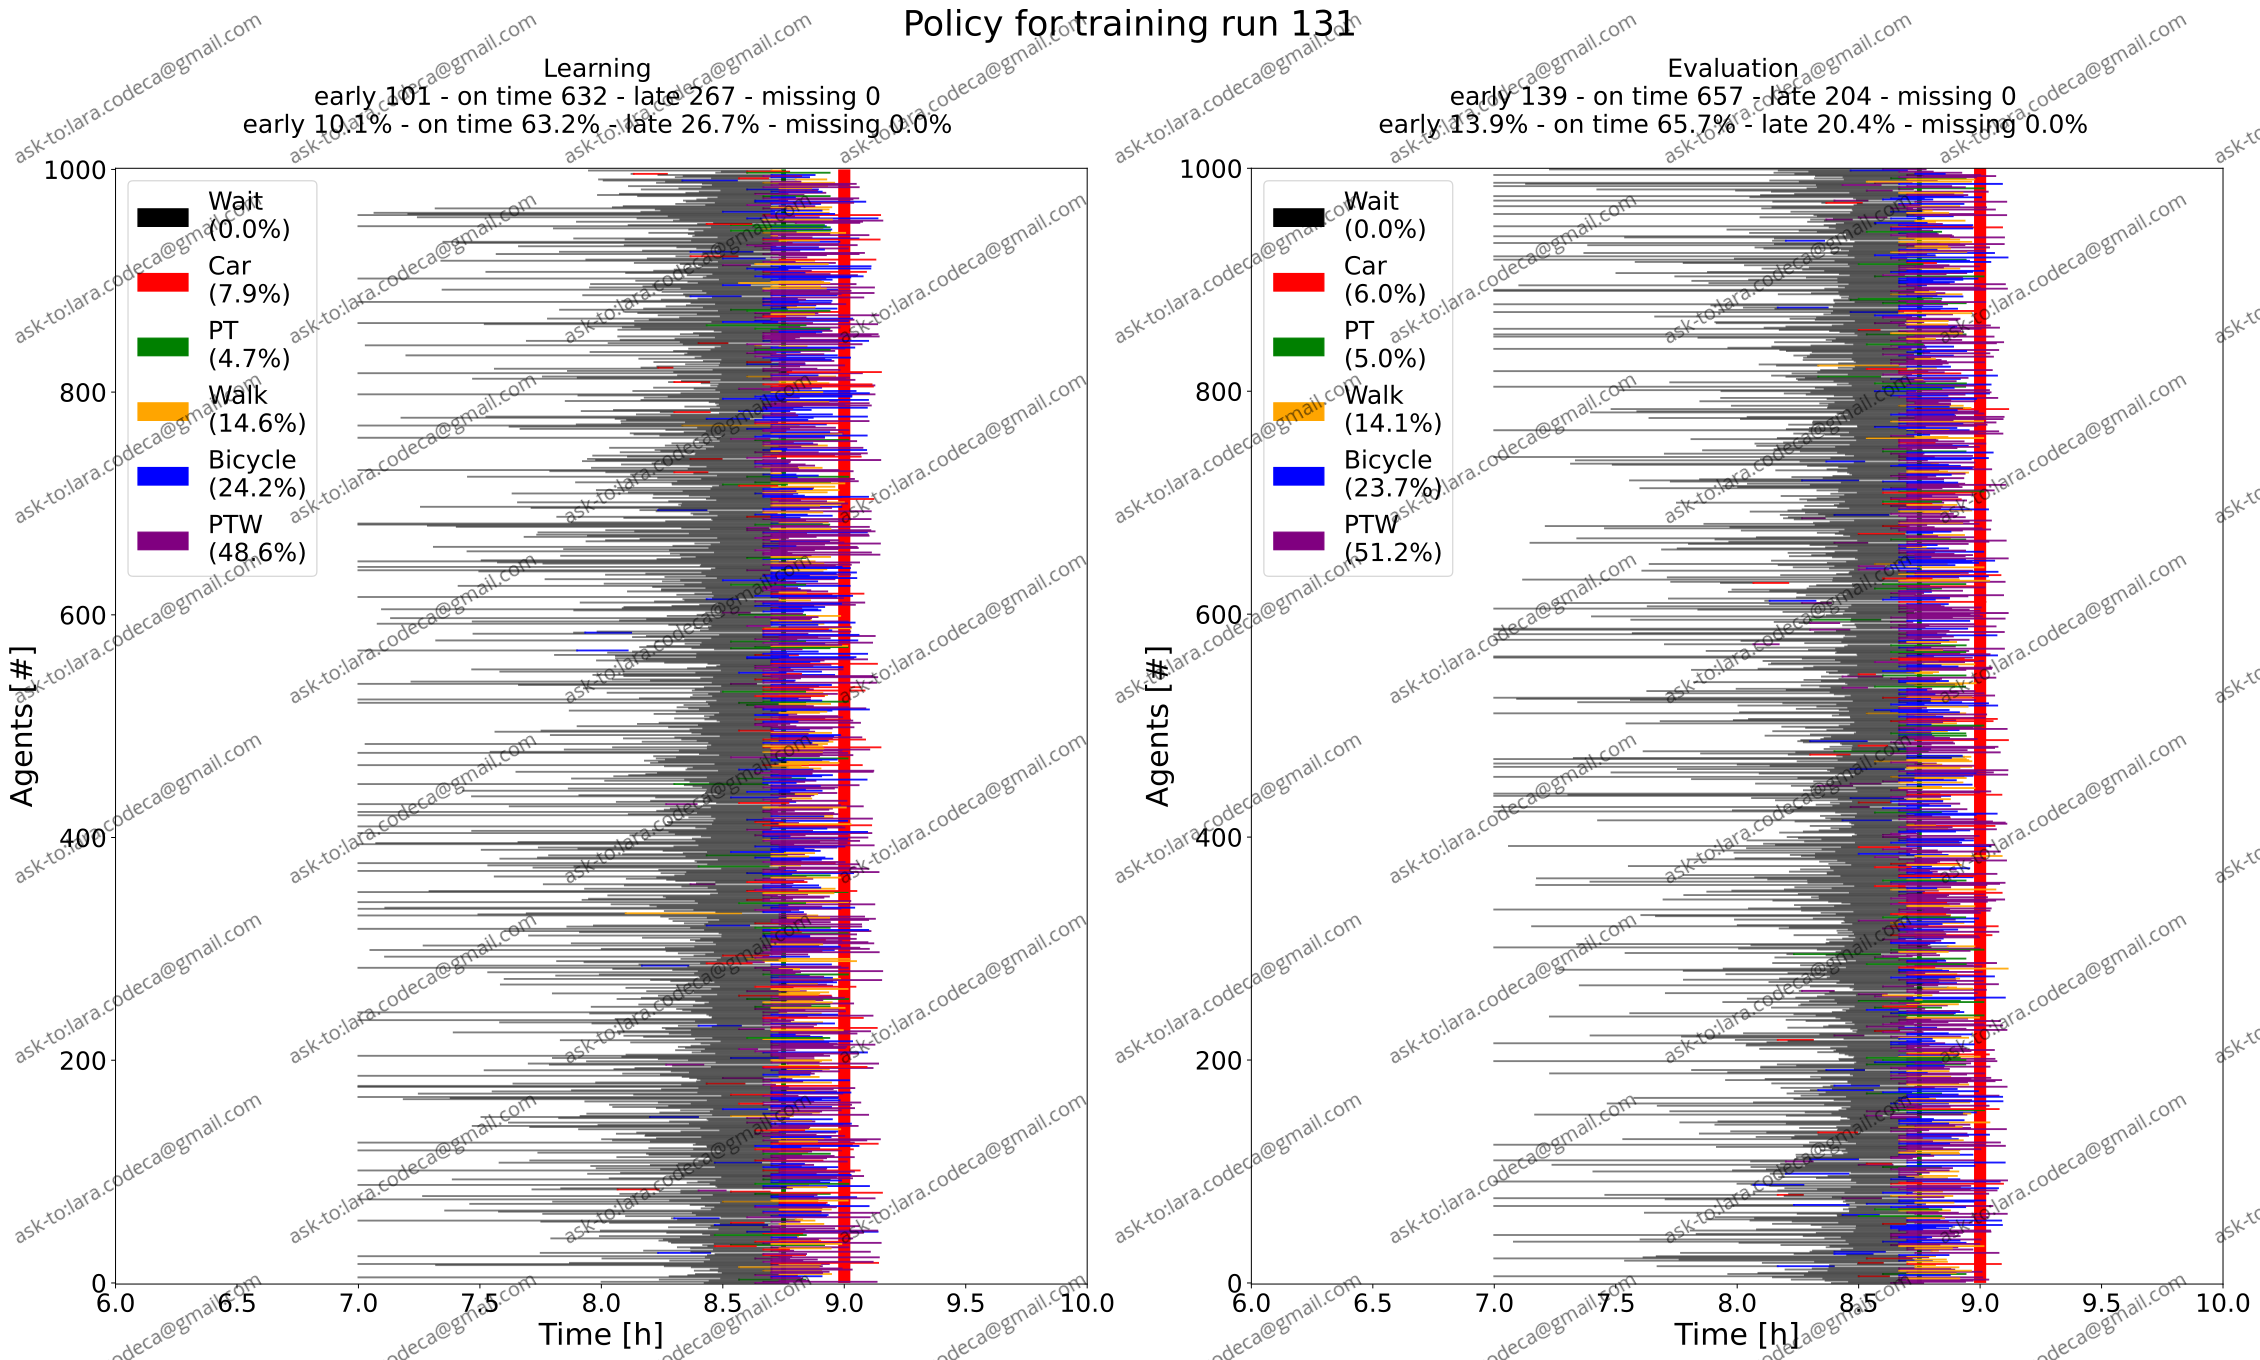 Policy for training run 131
Learning
early 101 - on time 632 - late 267 - missing 0
early 10.1% - on time 63.2% - late 26.7% - missing 0.0%
1000
800
600
400
200
0
Agents [#]
Wait
(0.0%)
Car
(7.9%)
PT
(4.7%)
Walk
(14.6%)
Bicycle
(24.2%)
PTW
(48.6%)
6.0 6.5 7.0 7.5 8.0 8.5 9.0 9.5 10.0
Time [h]
Evaluation
early 139 - on time 657 - late 204 - missing 0
early 13.9% - on time 65.7% - late 20.4% - missing 0.0%
1000
800
600
400
200
0
Agents [#]
Wait
(0.0%)
Car
(6.0%)
PT
(5.0%)
Walk
(14.1%)
Bicycle
(23.7%)
PTW
(51.2%)
6.0 6.5 7.0 7.5 8.0 8.5 9.0 9.5 10.0
Time [h]
ask-to:lara.codeca@gmail.com